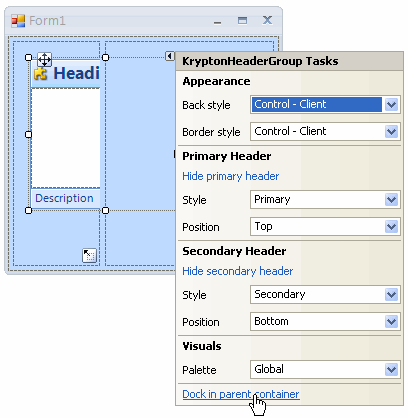 Form1
Headi
Description
KryptonHeaderGroup Tasks
Appearance
Back style Control - Client
Border style Control - Client
Primary Header
Hide primary header
Style Primary
Position Top
Secondary Header
Hide secondary header
Style Secondary
Position Bottom
Visuals
Palette Global
Dock in parent container